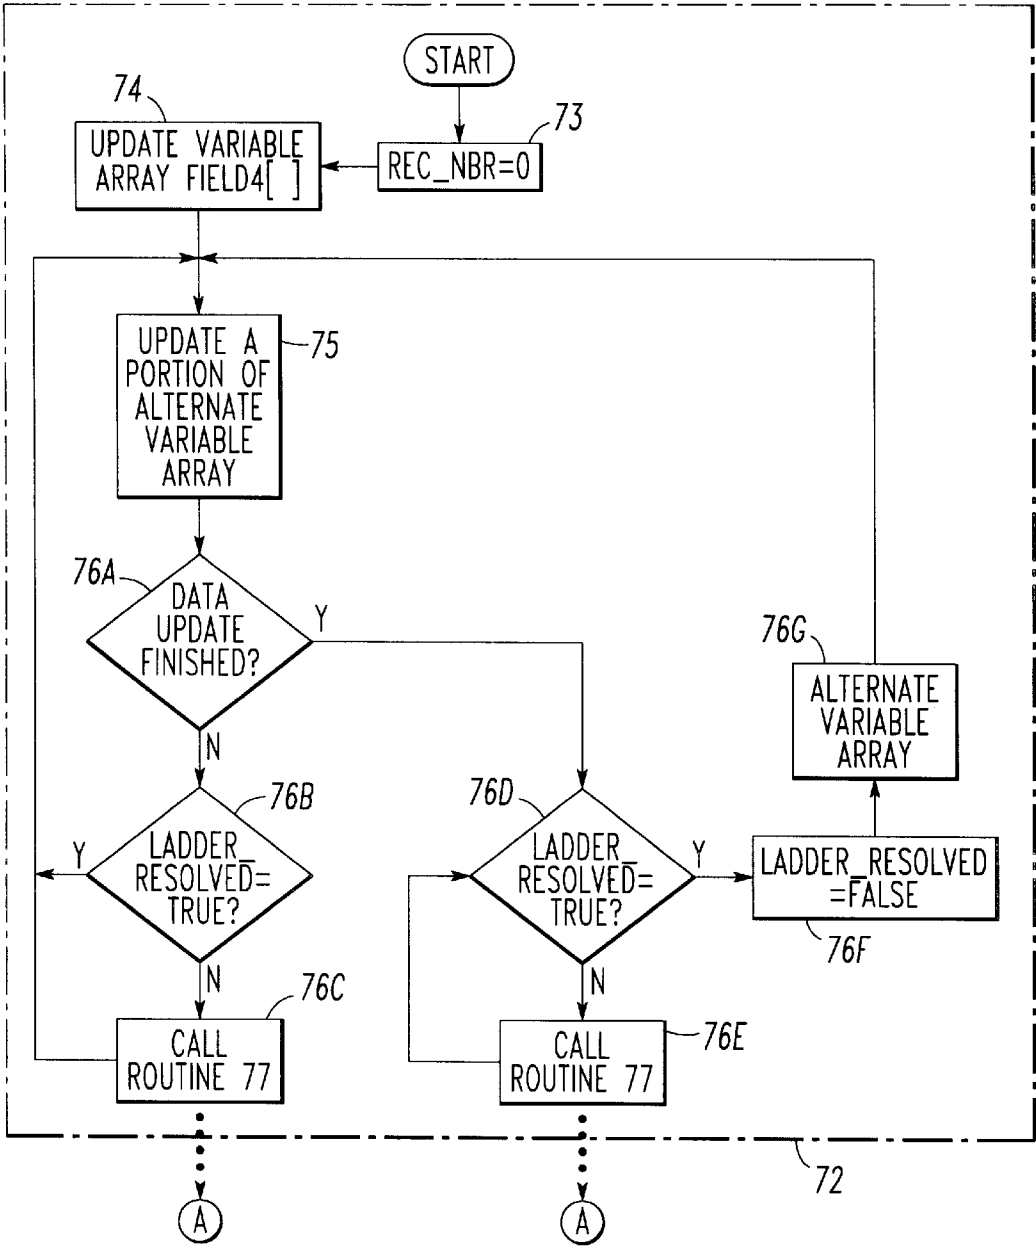 START
74
73
UPDATE VARIABLE
ARRAY FIELD4[ ]
REC_NBR=0
75
UPDATE A
PORTION OF
ALTERNATE
VARIABLE
ARRAY
76A
DATA
UPDATE
FINISHED?
Y
N
76G
ALTERNATE
VARIABLE
ARRAY
76B
LADDER_
RESOLVED=
TRUE?
Y
N
76D
LADDER_
RESOLVED=
TRUE?
Y
N
LADDER_RESOLVED
=FALSE
76F
76C
CALL
ROUTINE 77
76E
CALL
ROUTINE 77
72
A
A